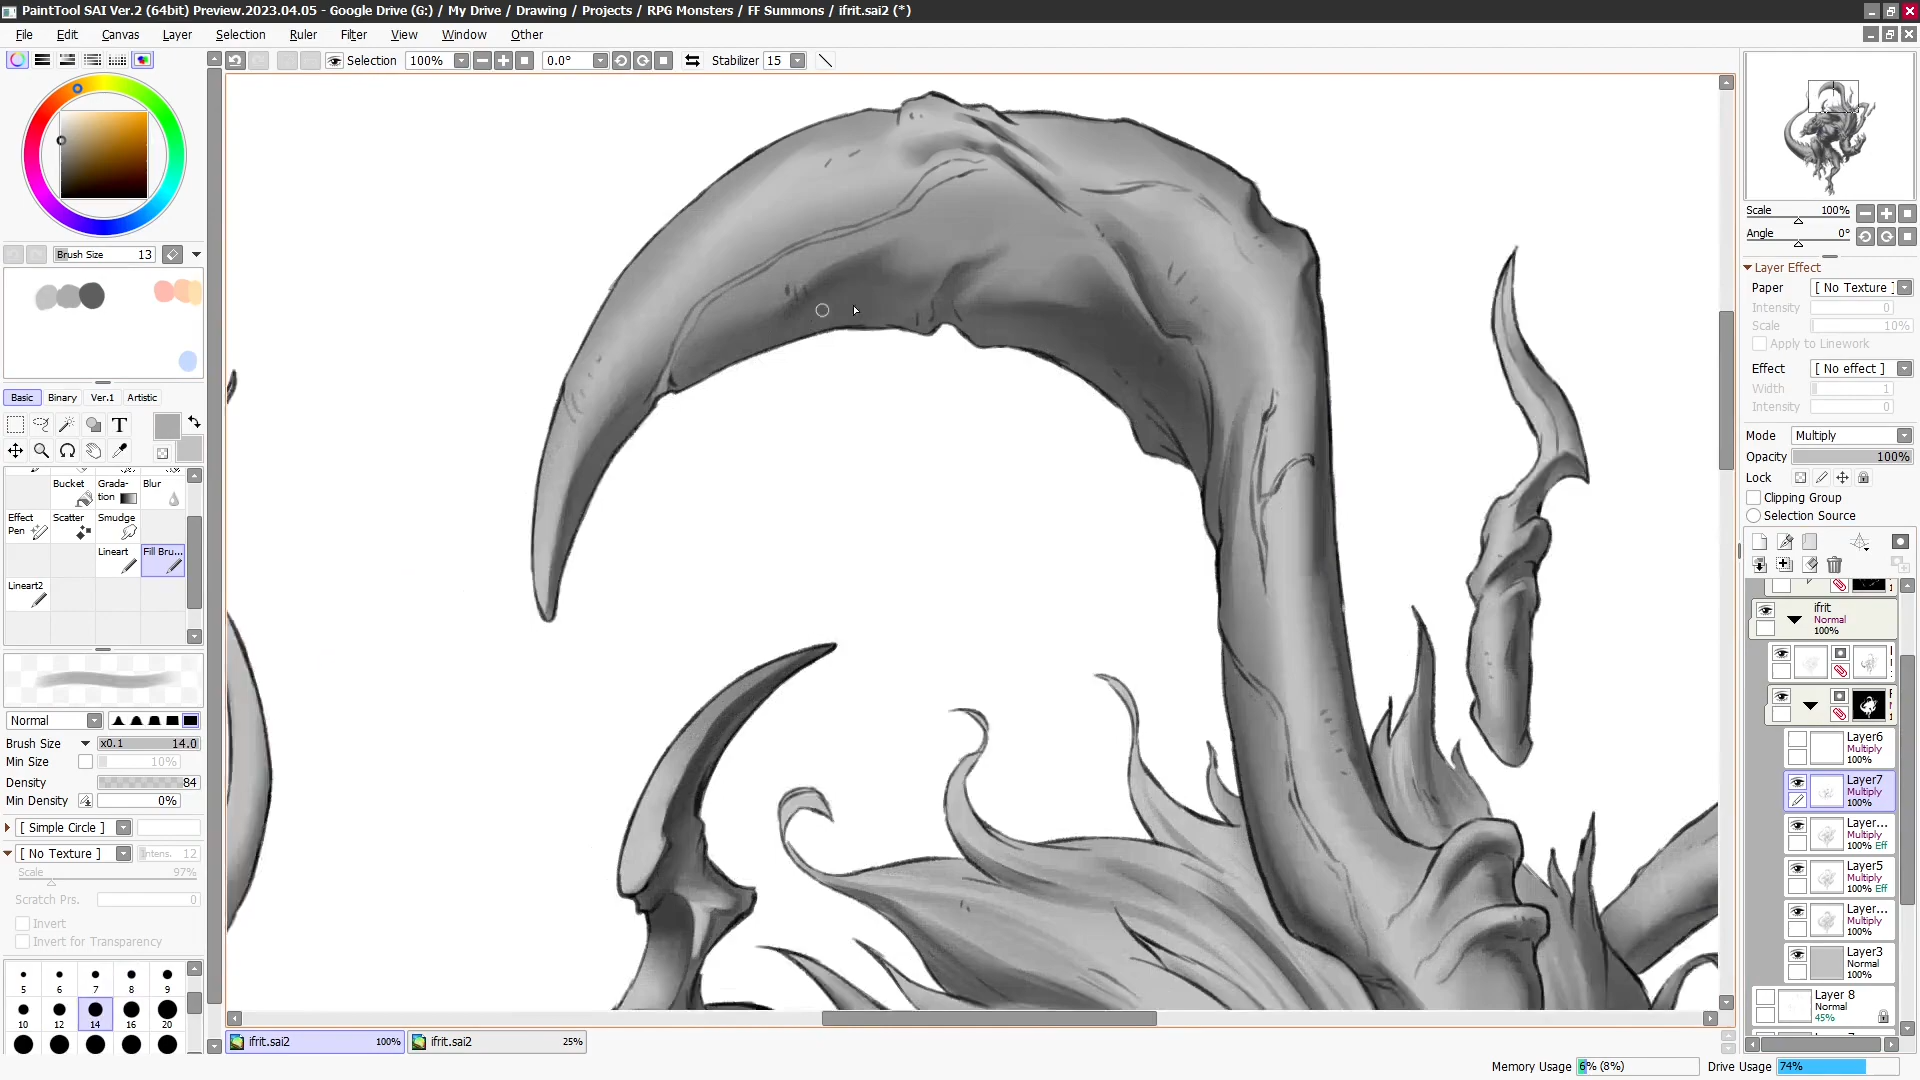 PaintTool SAI Ver.2 (64bit) Preview.2023.04.05 - Google Drive (G:) / My Drive / Drawing / Projects / RPG Monsters / FF Summons / ifrit.sai2 (*)
File Edit Canvas Layer Selection Ruler Filter View Window Other
Selection 100% 0.0° Stabilizer 15
Brush Size 13
Basic Binary Ver.1 Artistic
T
Bucket Grada-tion Blur
Effect Pen Scatter Smudge
Lineart Fill Bru...
Lineart2
Normal
Brush Size x0.1 14.0
Min Size 10%
Density 84
Min Density 0%
[ Simple Circle ]
[ No Texture ] Intens. 12
Scale 97%
Scratch Prs. 0
Invert
Invert for Transparency
5 6 7 8 9
10 12 14 16 20
ifrit.sai2 100% ifrit.sai2 25%
Scale 100%
Angle 0°
Layer Effect
Paper [ No Texture ]
Intensity 0
Scale 10%
Apply to Linework
Effect [ No effect ]
Width 1
Intensity 0
Mode Multiply
Opacity 100%
Lock
Clipping Group
Selection Source
ifrit
Normal
100%
Layer6
Multiply
100%
Layer7
Multiply
100%
Layer...
Multiply
100% Eff
Layer5
Multiply
100% Eff
Layer...
Multiply
100%
Layer3
Normal
100%
Layer 8
Normal
45%
Memory Usage 6% (8%) Drive Usage 74%